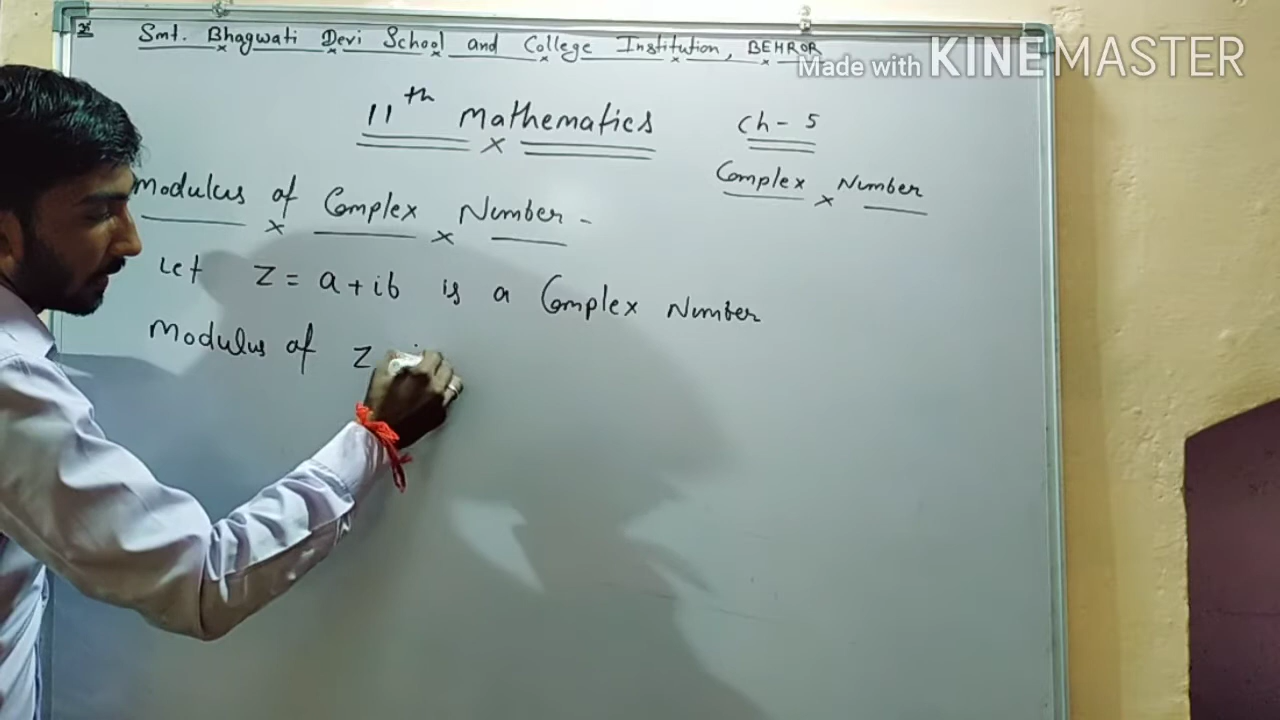 Smt. Bhagwati Devi School and College Institution, BEHROR
Made with KINEMASTER
11th Mathematics
Ch - 5
Complex Number
Modulus of Complex Number -
Let Z = a + ib is a Complex Number
Modulus of Z